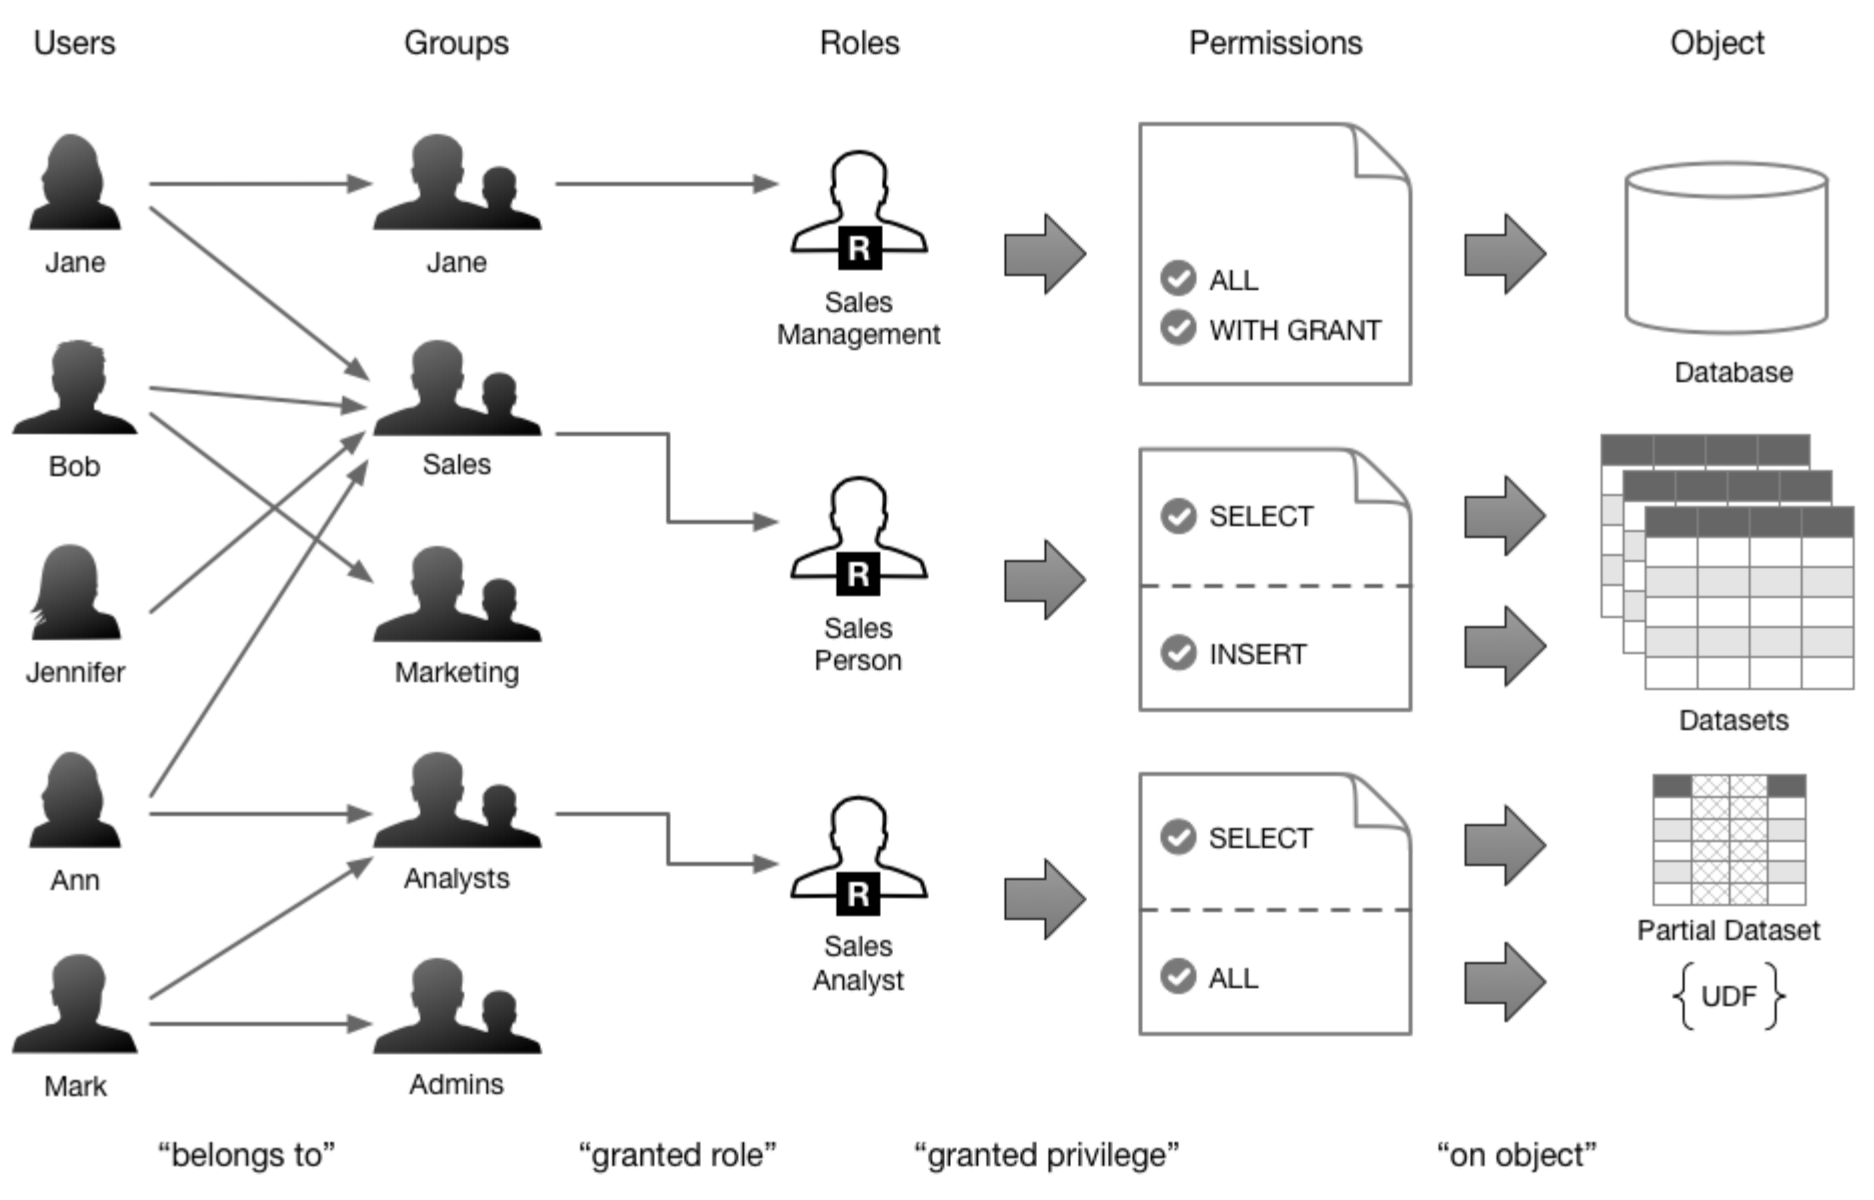 Users
Groups
Roles
Permissions
Object
Jane
Jane
R
Sales
Management
ALL
WITH GRANT
Database
Bob
Sales
R
Sales
Person
SELECT
INSERT
Datasets
Jennifer
Marketing
Ann
Analysts
R
Sales
Analyst
SELECT
ALL
Partial Dataset
{ UDF }
Mark
Admins
“belongs to”
“granted role”
“granted privilege”
“on object”